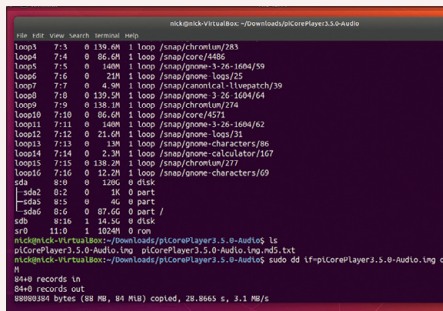 nick@nick-VirtualBox: ~/Downloads/piCorePlayer3.5.0-Audio
File Edit View Search Terminal Help
loop3 7:3 0 139.6M 1 loop /snap/chromium/283
loop4 7:4 0 86.6M 1 loop /snap/core/4486
loop5 7:5 0 140M 1 loop /snap/gnome-3-26-1604/59
loop6 7:6 0 21M 1 loop /snap/gnome-logs/25
loop7 7:7 0 4.9M 1 loop /snap/canonical-livepatch/39
loop8 7:8 0 139.5M 1 loop /snap/gnome-3-26-1604/64
loop9 7:9 0 138.1M 1 loop /snap/chromium/274
loop10 7:10 0 86.6M 1 loop /snap/core/4571
loop11 7:11 0 140M 1 loop /snap/gnome-3-26-1604/62
loop12 7:12 0 21.6M 1 loop /snap/gnome-logs/31
loop13 7:13 0 13M 1 loop /snap/gnome-characters/86
loop14 7:14 0 2.3M 1 loop /snap/gnome-calculator/167
loop15 7:15 0 138.2M 1 loop /snap/chromium/277
loop16 7:16 0 12.2M 1 loop /snap/gnome-characters/69
sda 8:0 0 120G 0 disk
├─sda2 8:2 0 1K 0 part
├─sda5 8:5 0 4G 0 part
└─sda6 8:6 0 87.6G 0 part /
sdb 8:16 1 14.5G 0 disk
sr0 11:0 1 1024M 0 rom
nick@nick-VirtualBox:~/Downloads/piCorePlayer3.5.0-Audio$ ls
piCorePlayer3.5.0-Audio.img piCorePlayer3.5.0-Audio.img.md5.txt
nick@nick-VirtualBox:~/Downloads/piCorePlayer3.5.0-Audio$ sudo dd if=piCorePlayer3.5.0-Audio.img
M
84+0 records in
84+0 records out
88080384 bytes (88 MB, 84 MiB) copied, 28.8665 s, 3.1 MB/s